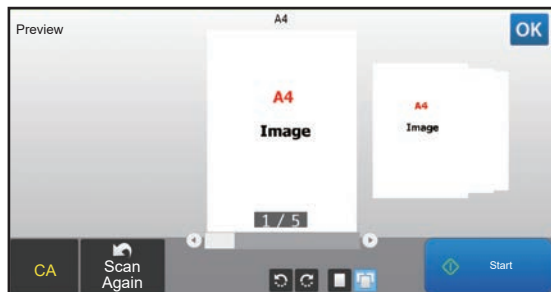 A4
Preview
OK
A4
Image
A4
Image
1 / 5
CA
Scan
Again
Start